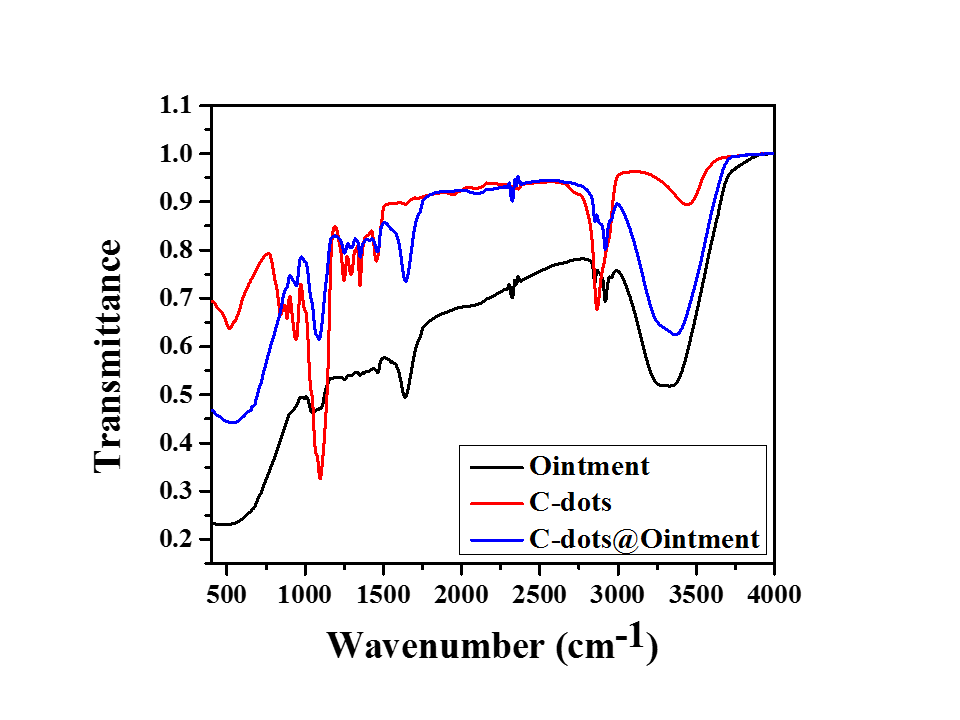 1.1
1.0
0.9
0.8
0.7
0.6
0.5
0.4
0.3
0.2
Transmittance
Ointment
C-dots
C-dots@Ointment
500 1000 1500 2000 2500 3000 3500 4000
Wavenumber (cm-1)